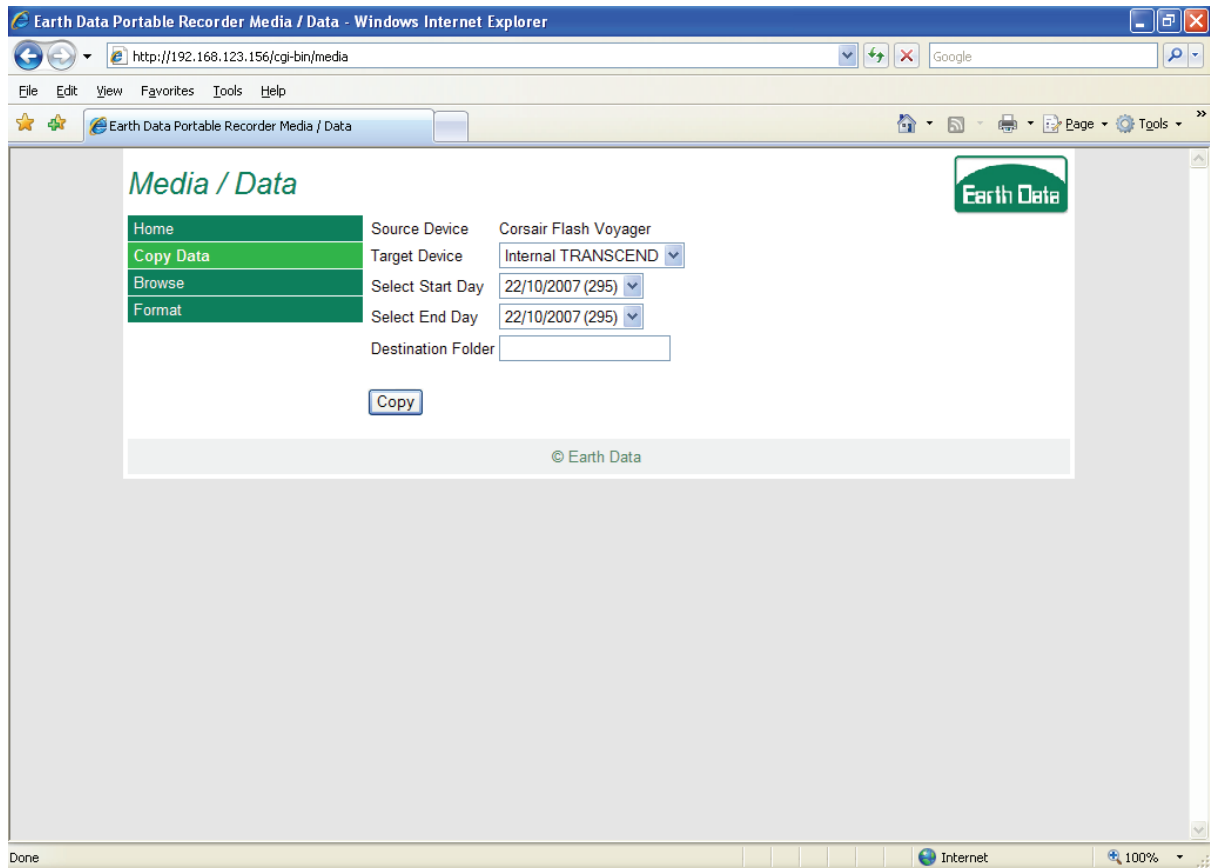 Earth Data Portable Recorder Media / Data - Windows Internet Explorer
http://192.168.123.156/cgi-bin/media
Google
File Edit View Favorites Tools Help
Earth Data Portable Recorder Media / Data
Page Tools »
Media / Data
Earth Data
Home
Copy Data
Browse
Format
Source Device Corsair Flash Voyager
Target Device Internal TRANSCEND
Select Start Day 22/10/2007 (295)
Select End Day 22/10/2007 (295)
Destination Folder
Copy
© Earth Data
Done
Internet
100%